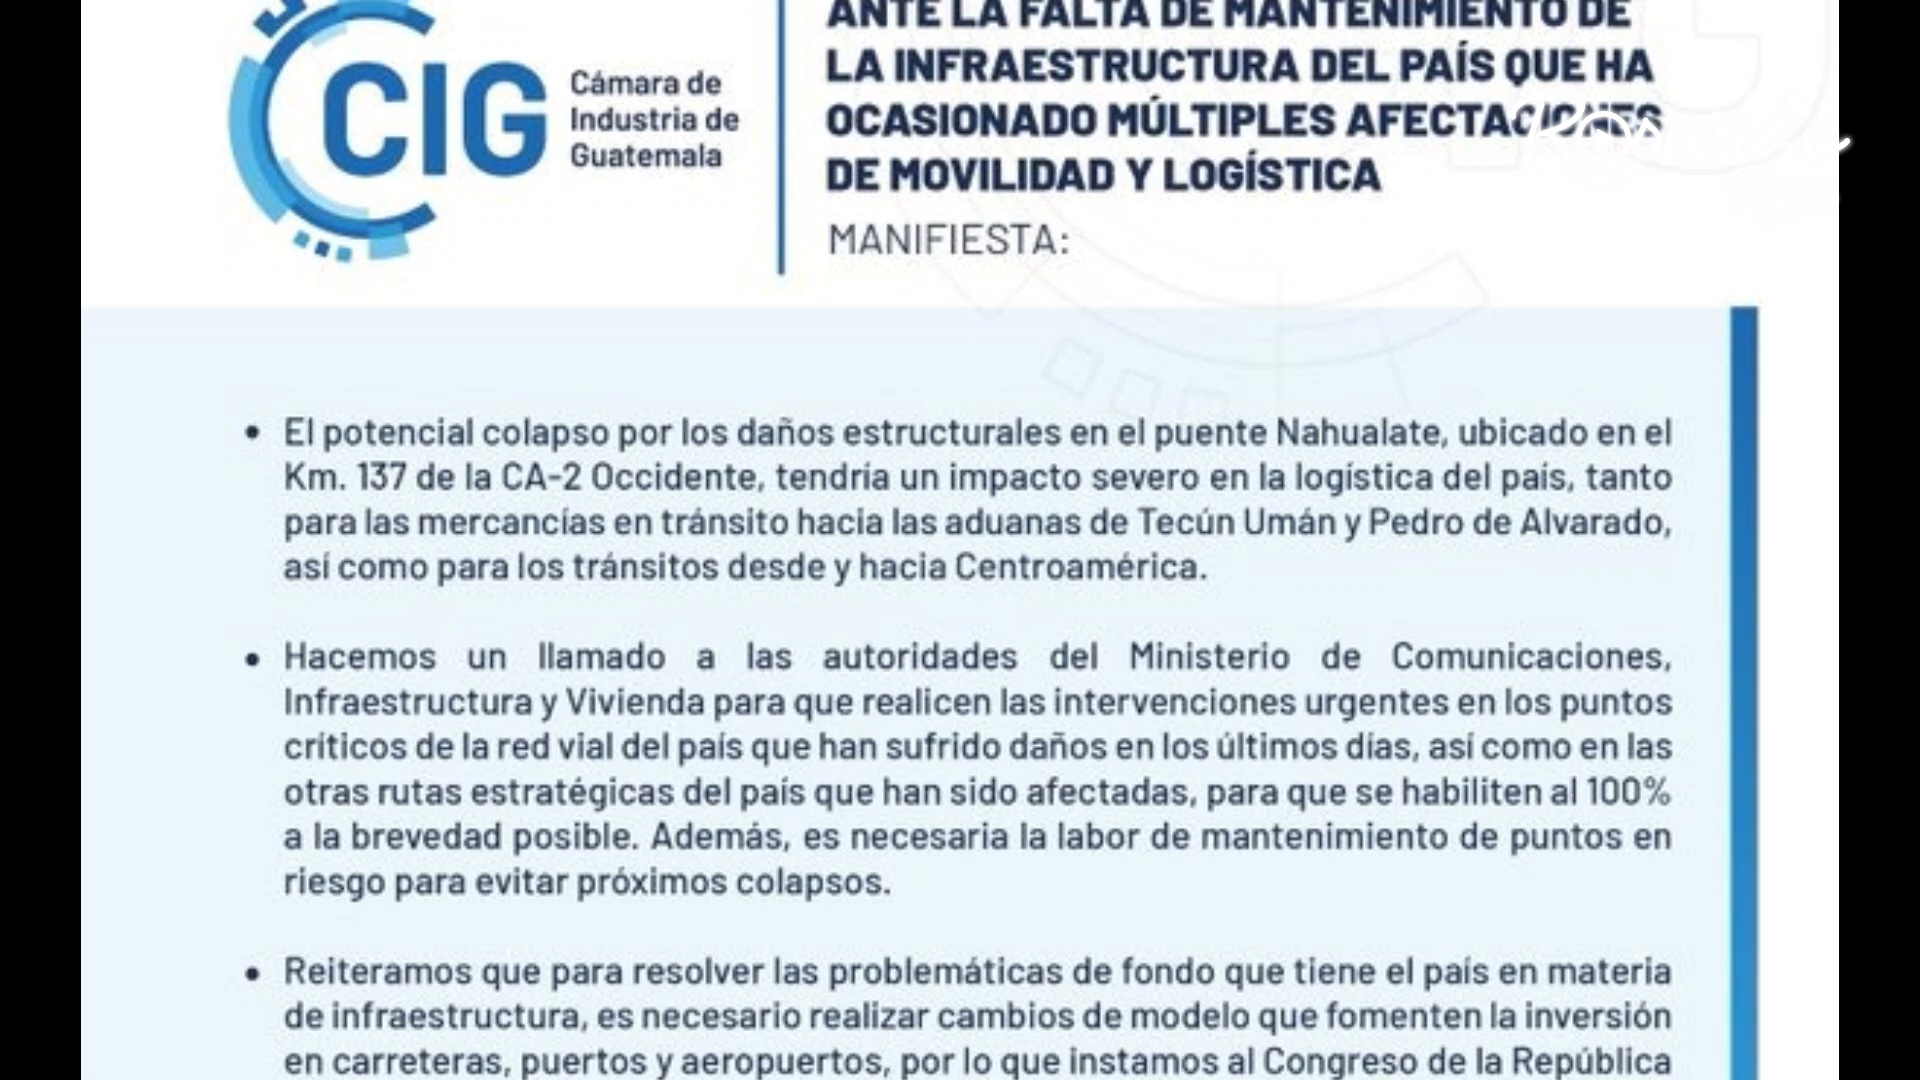 CIG
Cámara de
Industria de
Guatemala
ANTE LA FALTA DE MANTENIMIENTO DE
LA INFRAESTRUCTURA DEL PAÍS QUE HA
OCASIONADO MÚLTIPLES AFECTACIONES
DE MOVILIDAD Y LOGÍSTICA
MANIFIESTA:
• El potencial colapso por los daños estructurales en el puente Nahualate, ubicado en el
Km. 137 de la CA-2 Occidente, tendría un impacto severo en la logística del país, tanto
para las mercancías en tránsito hacia las aduanas de Tecún Umán y Pedro de Alvarado,
así como para los tránsitos desde y hacia Centroamérica.
• Hacemos un llamado a las autoridades del Ministerio de Comunicaciones,
Infraestructura y Vivienda para que realicen las intervenciones urgentes en los puntos
críticos de la red vial del país que han sufrido daños en los últimos días, así como en las
otras rutas estratégicas del país que han sido afectadas, para que se habiliten al 100%
a la brevedad posible. Además, es necesaria la labor de mantenimiento de puntos en
riesgo para evitar próximos colapsos.
• Reiteramos que para resolver las problemáticas de fondo que tiene el país en materia
de infraestructura, es necesario realizar cambios de modelo que fomenten la inversión
en carreteras, puertos y aeropuertos, por lo que instamos al Congreso de la República